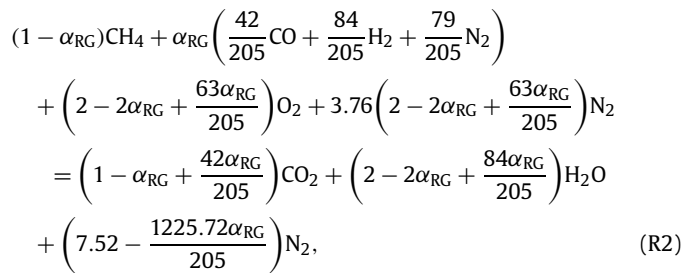 (1 − α_RG)CH₄ + α_RG(42/205 CO + 84/205 H₂ + 79/205 N₂)
+ (2 − 2α_RG + 63α_RG/205)O₂ + 3.76(2 − 2α_RG + 63α_RG/205)N₂
= (1 − α_RG + 42α_RG/205)CO₂ + (2 − 2α_RG + 84α_RG/205)H₂O
+ (7.52 − 1225.72α_RG/205)N₂, (R2)